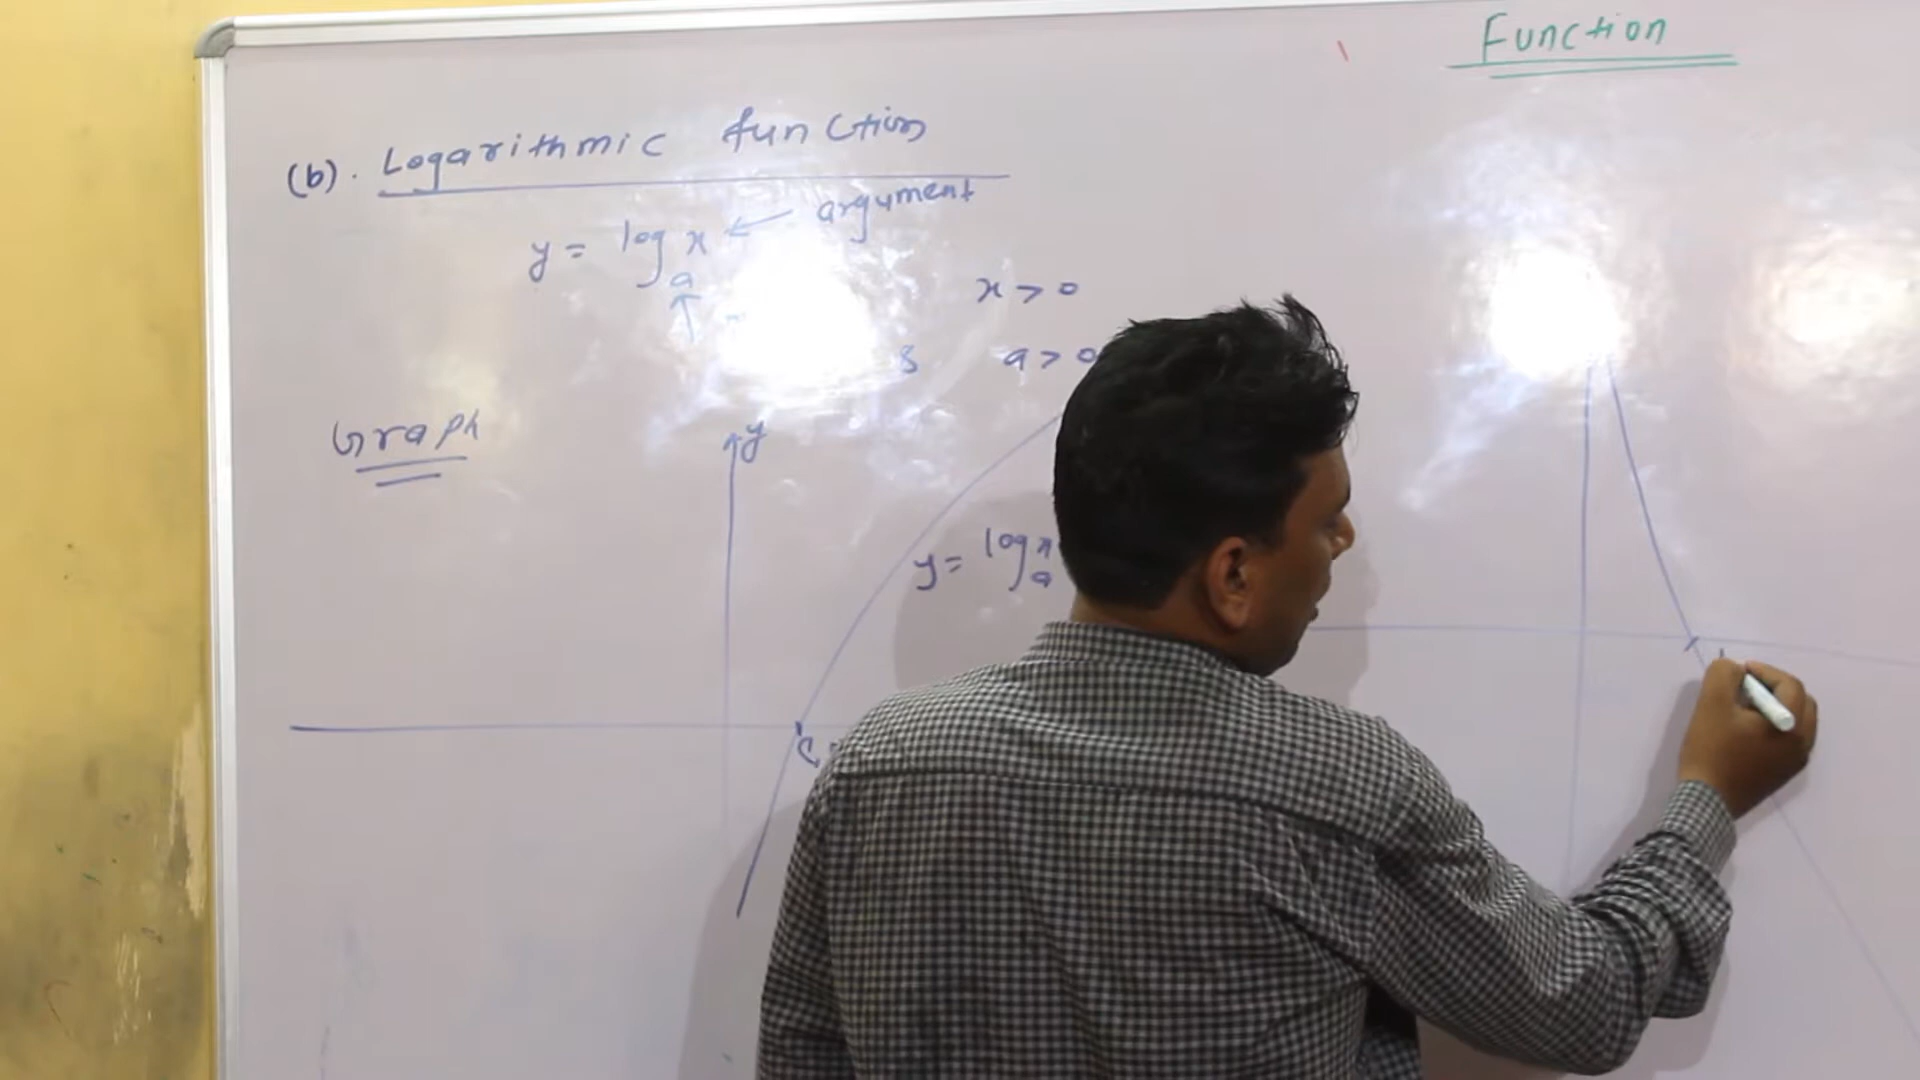 Function
(b). Logarithmic function
y = log x ← argument
a
↑
x > 0
& a > 0
Graph
y
y = log x
a